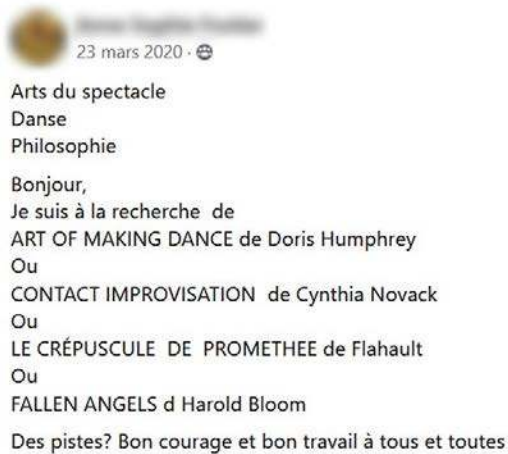 23 mars 2020 ·
Arts du spectacle
Danse
Philosophie
Bonjour,
Je suis à la recherche de
ART OF MAKING DANCE de Doris Humphrey
Ou
CONTACT IMPROVISATION de Cynthia Novack
Ou
LE CRÉPUSCULE DE PROMETHEE de Flahault
Ou
FALLEN ANGELS d Harold Bloom
Des pistes? Bon courage et bon travail à tous et toutes